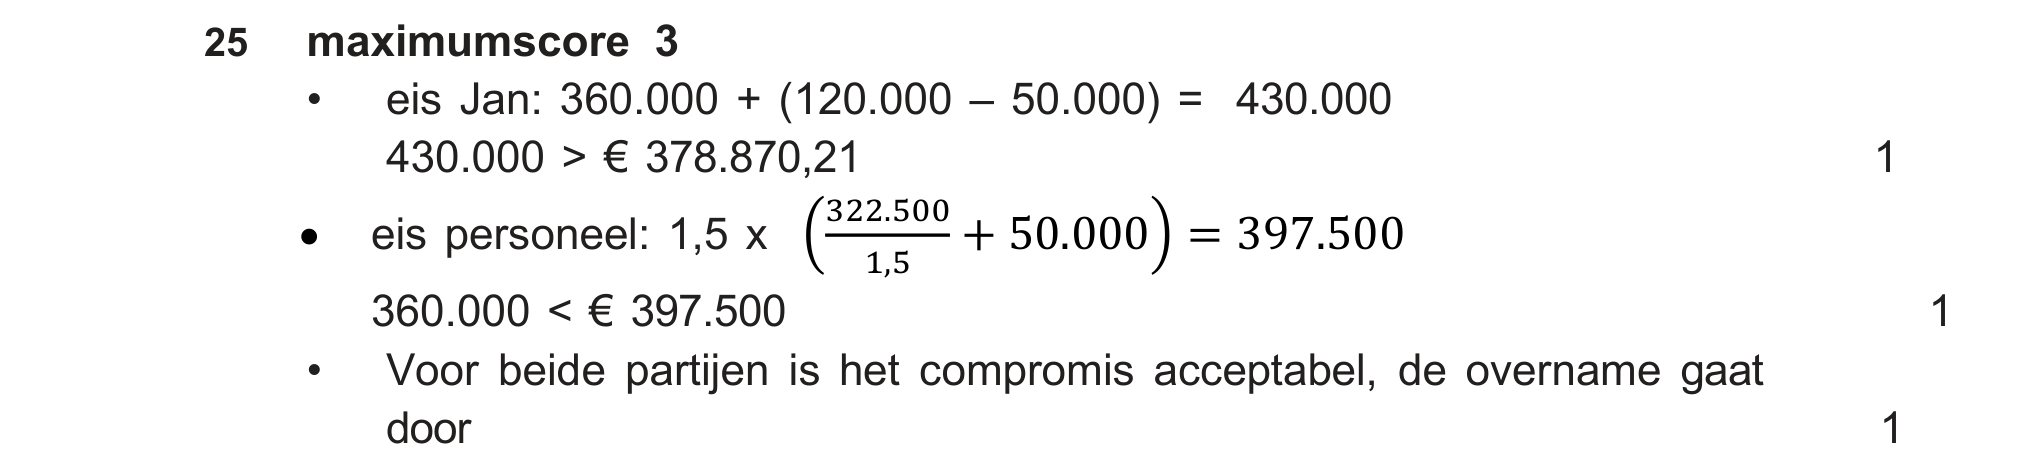 25 maximumscore 3
• eis Jan: 360.000 + (120.000 – 50.000) = 430.000
430.000 > € 378.870,21 1
• eis personeel: 1,5 x (322.500/1,5 + 50.000) = 397.500
360.000 < € 397.500 1
• Voor beide partijen is het compromis acceptabel, de overname gaat
door 1